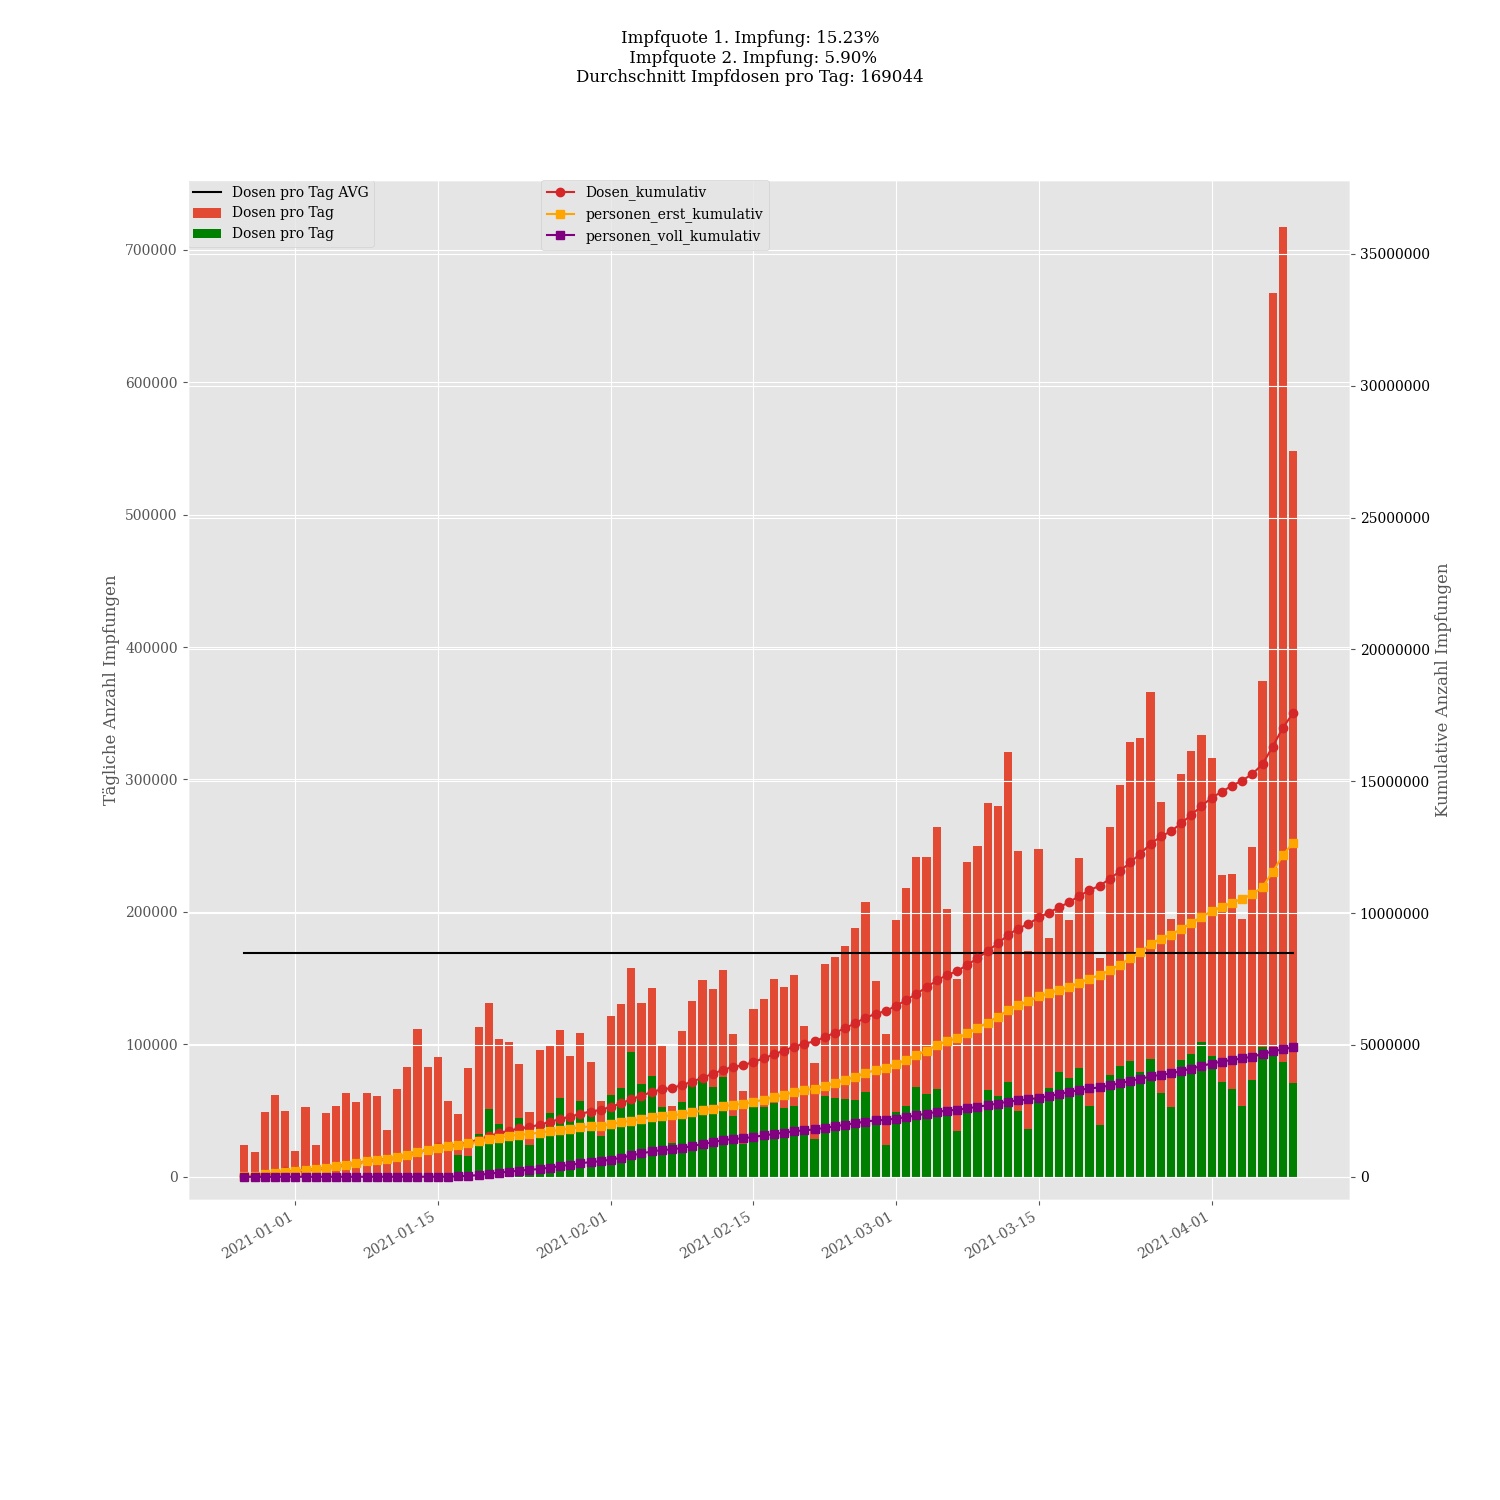 Impfquote 1. Impfung: 15.23%
Impfquote 2. Impfung: 5.90%
Durchschnitt Impfdosen pro Tag: 169044
Dosen pro Tag AVG
Dosen pro Tag
Dosen pro Tag
Dosen_kumulativ
personen_erst_kumulativ
personen_voll_kumulativ
Tägliche Anzahl Impfungen
700000
600000
500000
400000
300000
200000
100000
0
35000000
30000000
25000000
20000000
15000000
10000000
5000000
0
Kumulative Anzahl Impfungen
2021-01-01
2021-01-15
2021-02-01
2021-02-15
2021-03-01
2021-03-15
2021-04-01